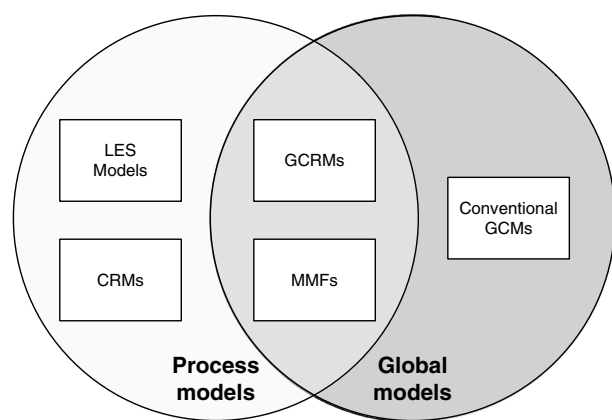 LES
Models
GCRMs
Conventional
GCMs
CRMs
MMFs
Process
models
Global
models